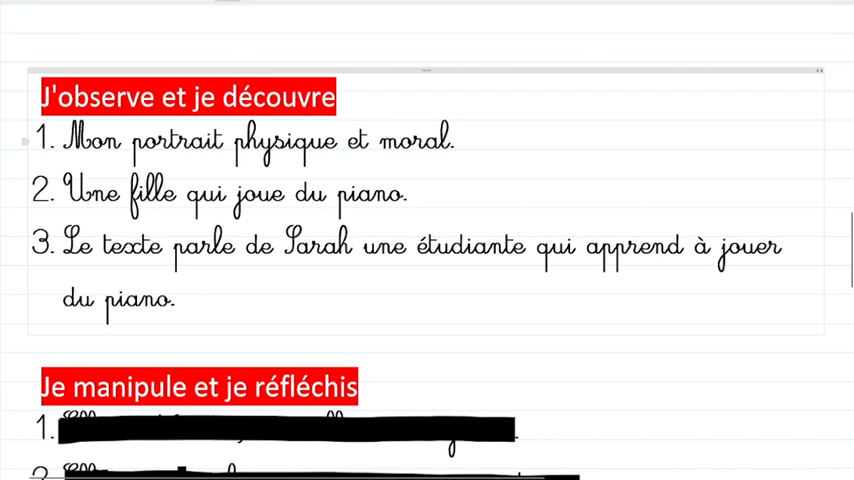 J'observe et je découvre
1. Mon portrait physique et moral.
2. Une fille qui joue du piano.
3. Le texte parle de Sarah une étudiante qui apprend à jouer
du piano.
Je manipule et je réfléchis
1.
2.